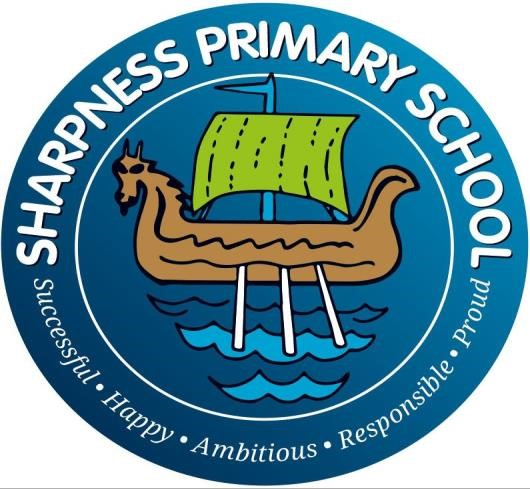 SHARPNESS PRIMARY SCHOOL
Successful • Happy • Ambitious • Responsible • Proud